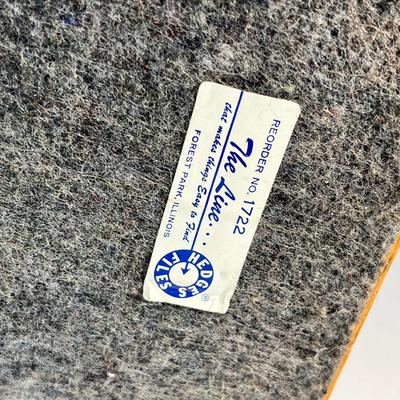 REORDER NO. 1722
The Line...
that makes things Easy to Find
FOREST PARK, ILLINOIS
HEDGES
FILES
®